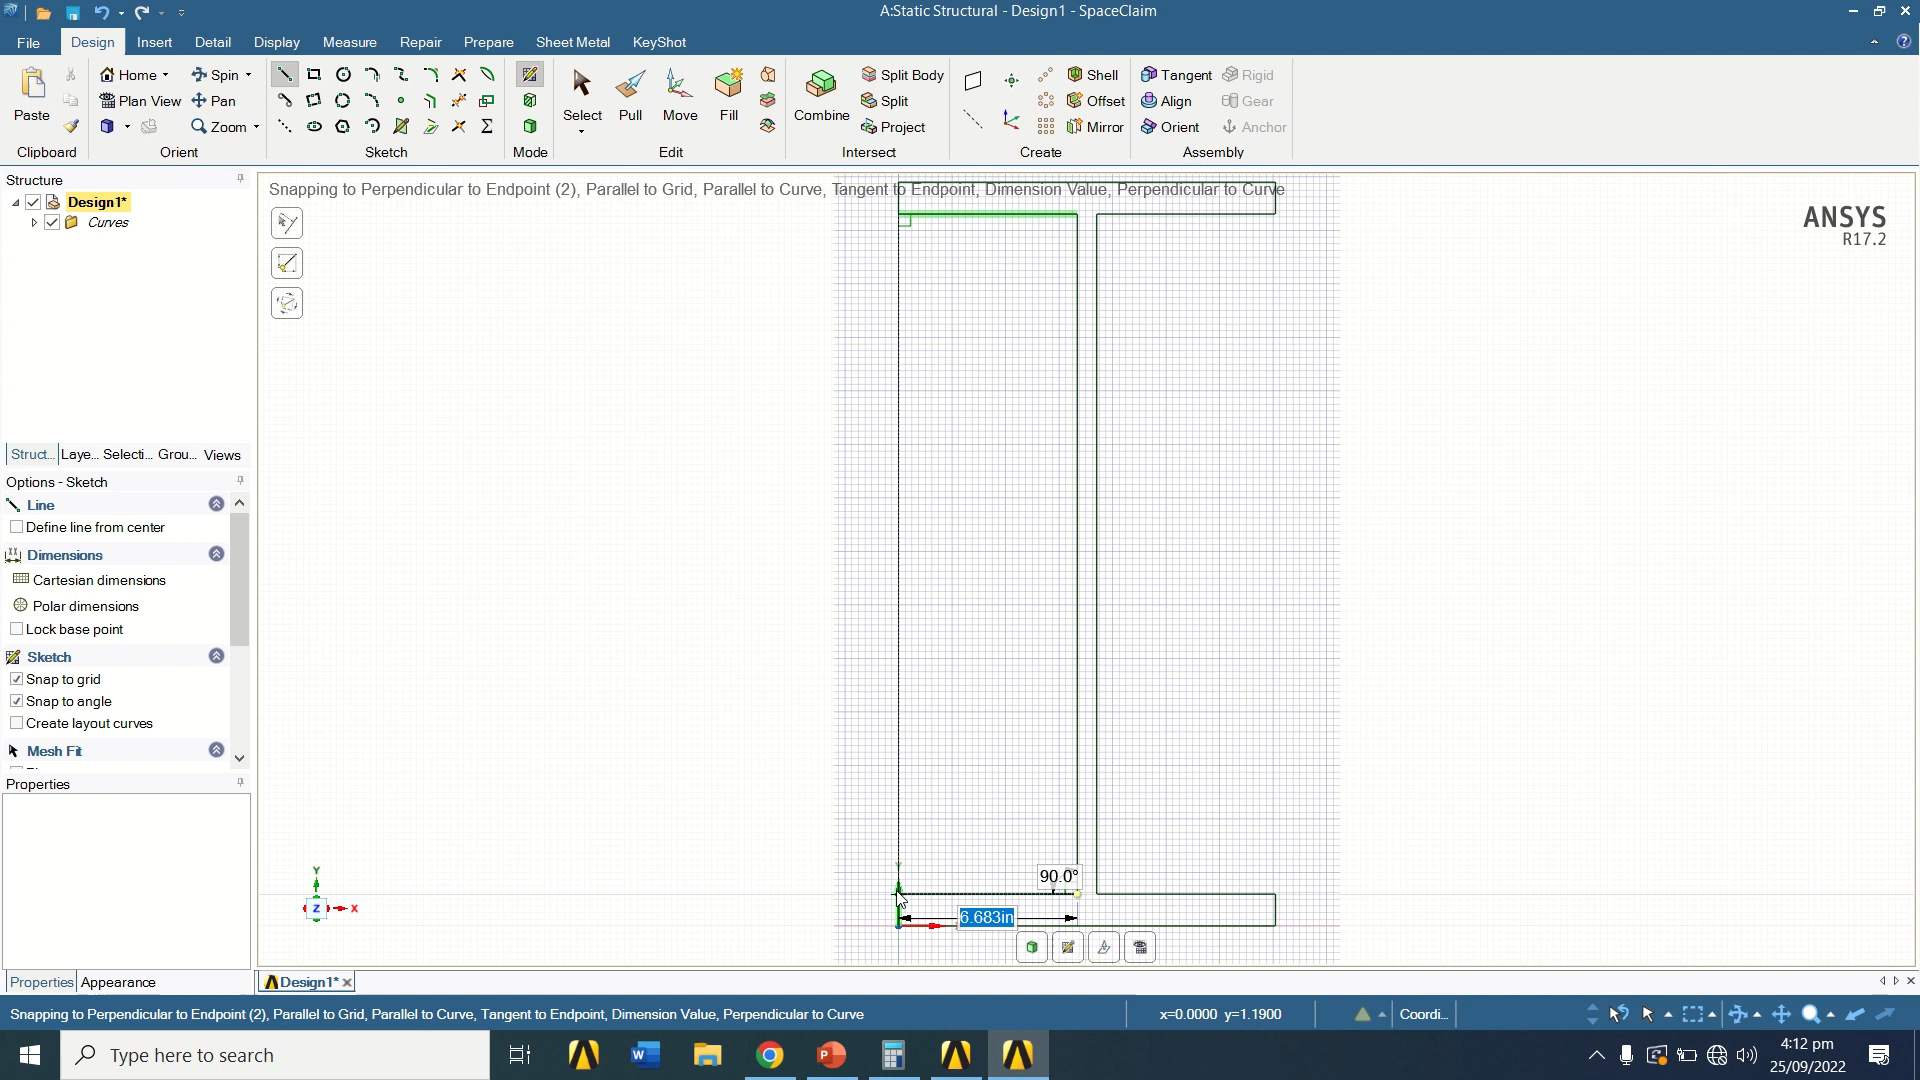 A:Static Structural - Design1 - SpaceClaim
File Design Insert Detail Display Measure Repair Prepare Sheet Metal KeyShot
Home Spin Split Body Shell Tangent Rigid
Plan View Pan Split Offset Align Gear
Paste Select Pull Move Fill Combine
Zoom Project Mirror Orient Anchor
Clipboard Orient Sketch Mode Edit Intersect Create Assembly
Structure
Design1*
Curves
Struct... Laye... Selecti... Grou... Views
Options - Sketch
Line
Define line from center
Dimensions
Cartesian dimensions
Polar dimensions
Lock base point
Sketch
Snap to grid
Snap to angle
Create layout curves
Mesh Fit
Properties
Properties Appearance
Snapping to Perpendicular to Endpoint (2), Parallel to Grid, Parallel to Curve, Tangent to Endpoint, Dimension Value, Perpendicular to Curve
ANSYS
R17.2
90.0°
6.683in
Y
Z
X
Design1*
Snapping to Perpendicular to Endpoint (2), Parallel to Grid, Parallel to Curve, Tangent to Endpoint, Dimension Value, Perpendicular to Curve
x=0.0000 y=1.1900
Coordi...
Type here to search
4:12 pm
25/09/2022